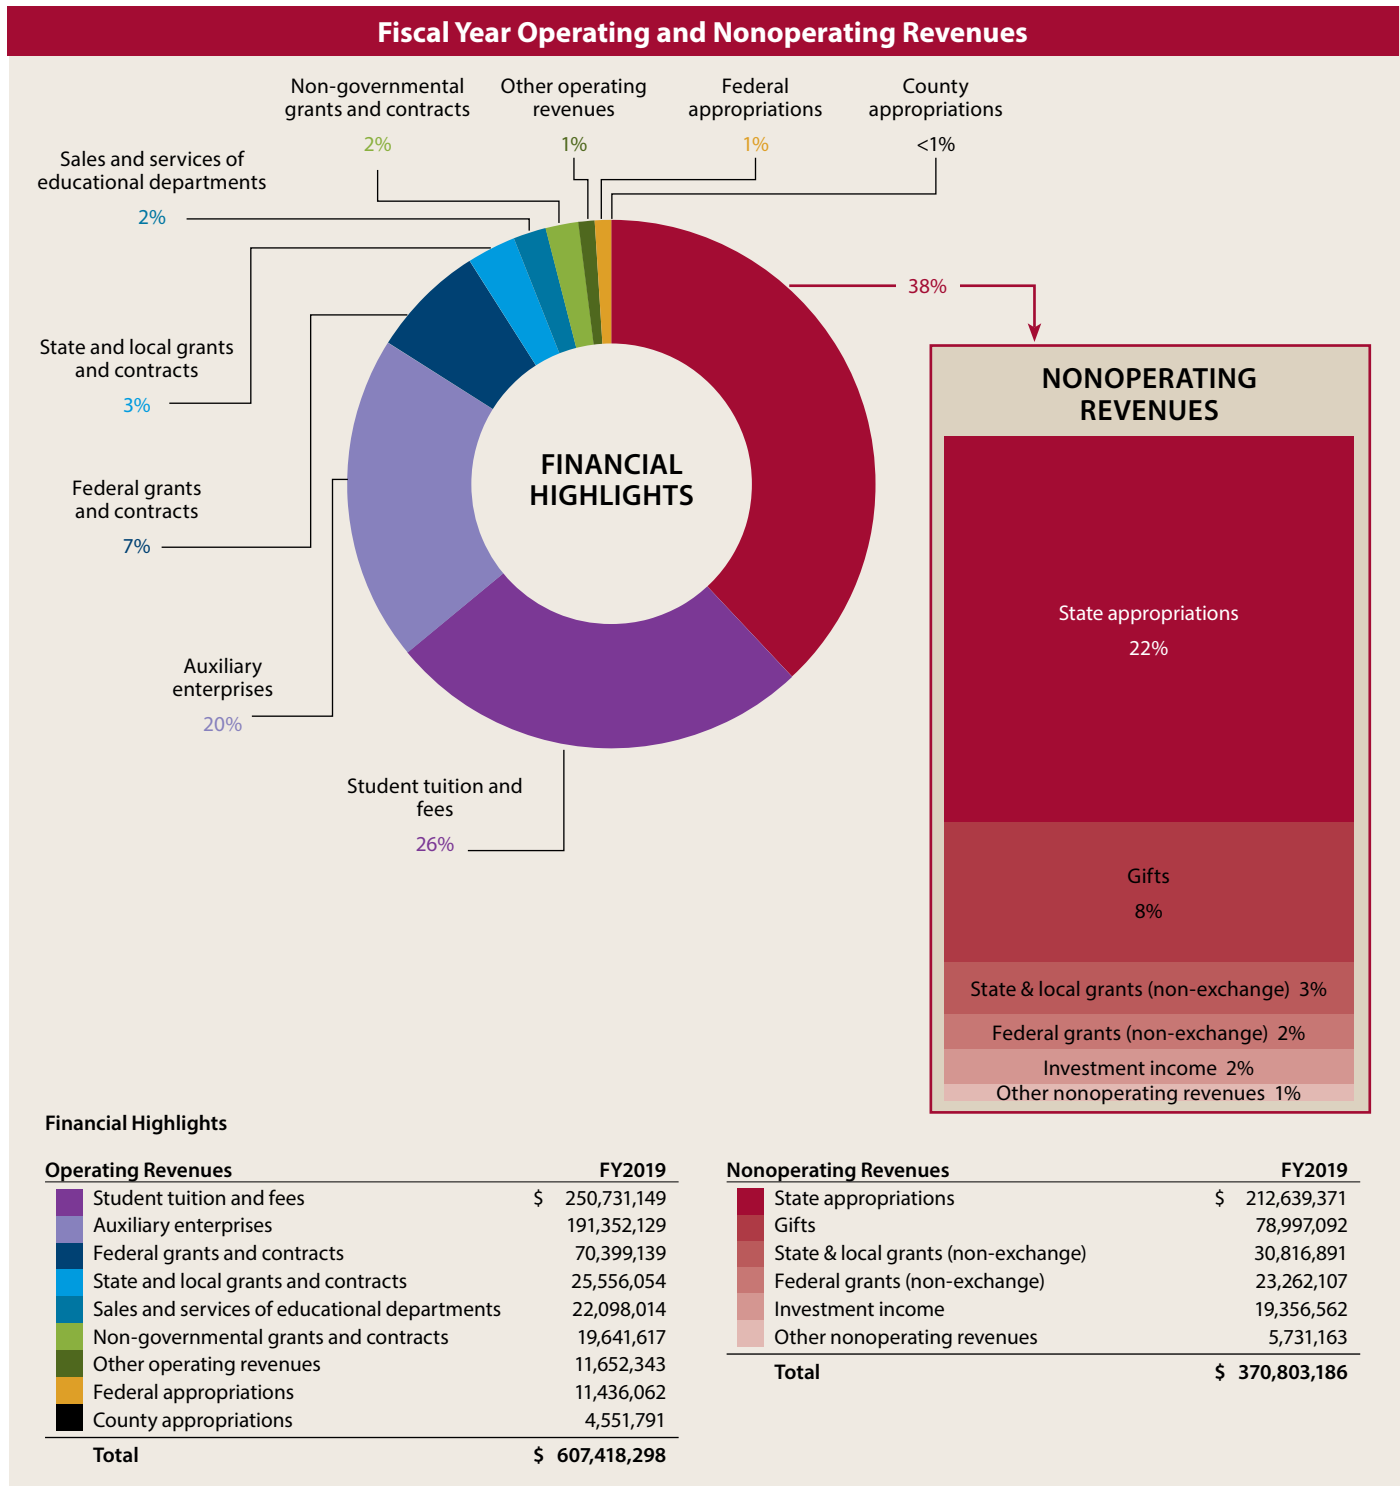 Fiscal Year Operating and Nonoperating Revenues
Non-governmental
grants and contracts
2%
Other operating
revenues
1%
Federal
appropriations
1%
County
appropriations
<1%
Sales and services of
educational departments
2%
State and local grants
and contracts
3%
Federal grants
and contracts
7%
Auxiliary
enterprises
20%
Student tuition and
fees
26%
FINANCIAL
HIGHLIGHTS
38%
NONOPERATING
REVENUES
State appropriations
22%
Gifts
8%
State & local grants (non-exchange) 3%
Federal grants (non-exchange) 2%
Investment income 2%
Other nonoperating revenues 1%
Financial Highlights
Operating Revenues FY2019
Student tuition and fees $ 250,731,149
Auxiliary enterprises 191,352,129
Federal grants and contracts 70,399,139
State and local grants and contracts 25,556,054
Sales and services of educational departments 22,098,014
Non-governmental grants and contracts 19,641,617
Other operating revenues 11,652,343
Federal appropriations 11,436,062
County appropriations 4,551,791
Total $ 607,418,298
Nonoperating Revenues FY2019
State appropriations $ 212,639,371
Gifts 78,997,092
State & local grants (non-exchange) 30,816,891
Federal grants (non-exchange) 23,262,107
Investment income 19,356,562
Other nonoperating revenues 5,731,163
Total $ 370,803,186